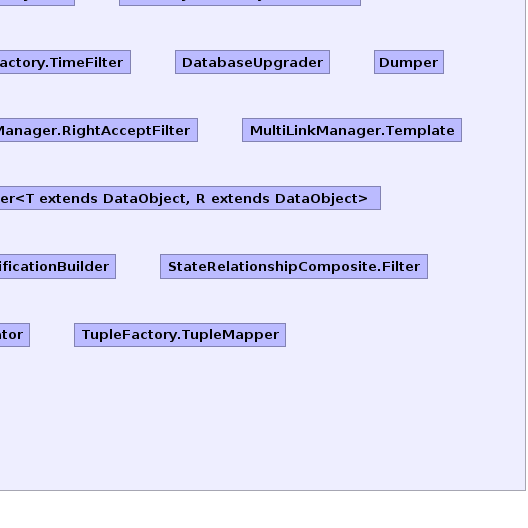 actory.TimeFilter DatabaseUpgrader Dumper
Manager.RightAcceptFilter MultiLinkManager.Template
er<T extends DataObject, R extends DataObject>
ificationBuilder StateRelationshipComposite.Filter
ator TupleFactory.TupleMapper